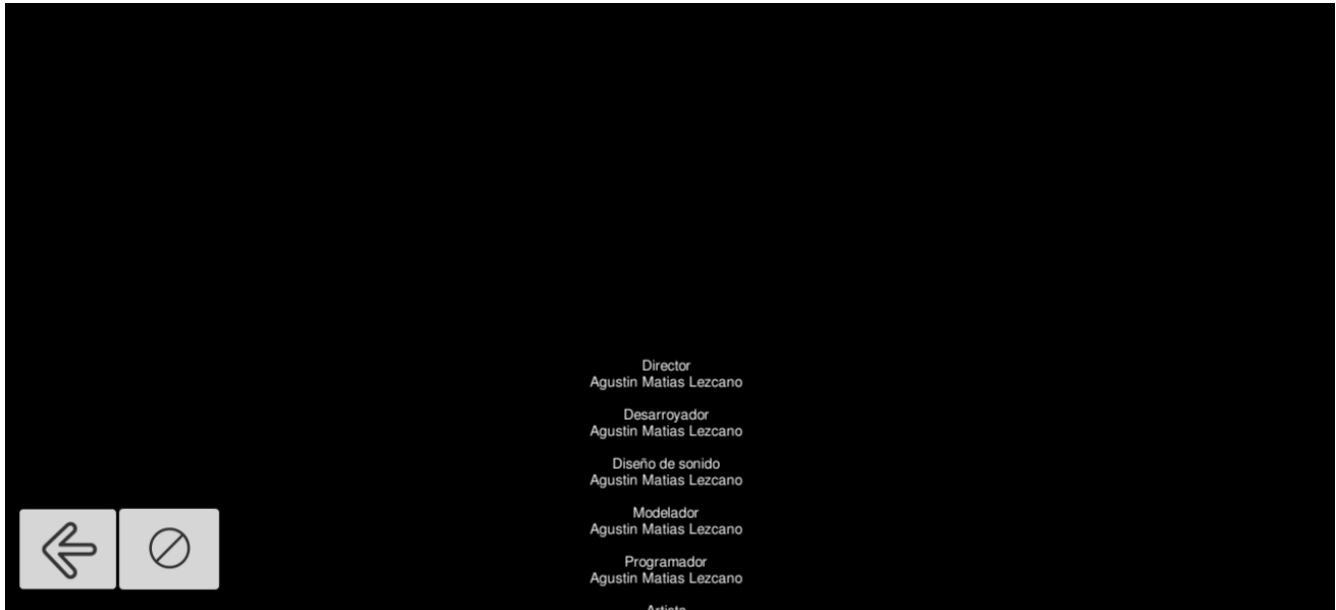 Director
Agustin Matias Lezcano
Desarroyador
Agustin Matias Lezcano
Diseño de sonido
Agustin Matias Lezcano
Modelador
Agustin Matias Lezcano
Programador
Agustin Matias Lezcano
Artista